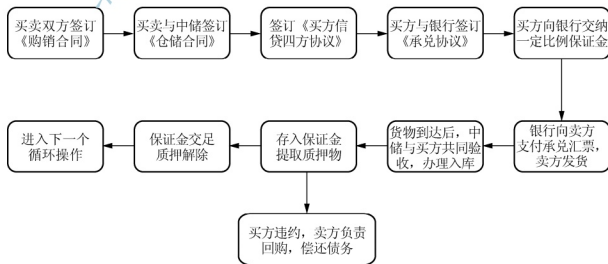 买卖双方签订
《购销合同》
买卖与中储签订
《仓储合同》
签订《买方信
贷四方协议》
买方与银行签订
《承兑协议》
买方向银行交纳
一定比例保证金
进入下一个
循环操作
保证金交足
质押解除
存入保证金
提取质押物
货物到达后，中
储与买方共同验
收，办理入库
银行向卖方
支付承兑汇票，
卖方发货
买方违约，卖方负责
回购，偿还债务